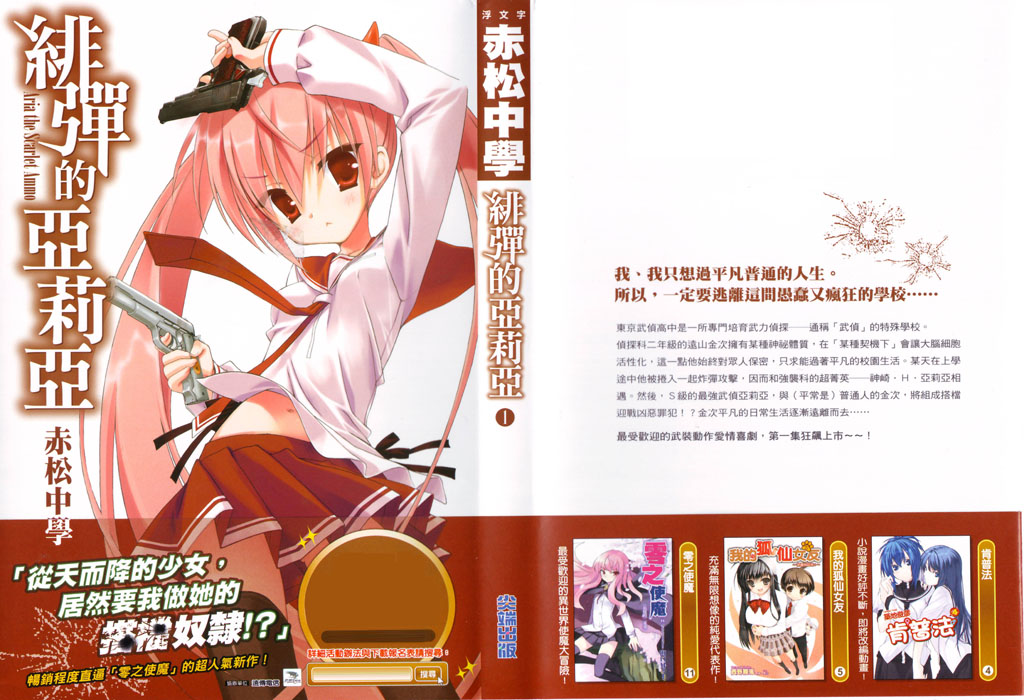 緋彈的亞莉亞
Aria the Scarlet Ammo
赤松中學
「從天而降的少女，
居然要我做她的
奴隸!?」
暢銷程度直逼「零之使魔」的超人氣新作！
詳細活動辦法與下載報名表請搜尋！
搜尋
浮文字
赤松中學
緋彈的亞莉亞
1
尖端出版
我、我只想過平凡普通的人生。
所以，一定要逃離這間愚蠢又瘋狂的學校……
東京武偵高中是一所專門培育武力偵探──通稱「武偵」的特殊學校。
偵探科二年級的遠山金次擁有某種神祕體質，在「某種契機下」會讓大腦細胞
活性化，這一點他始終對眾人保密，只求能過著平凡的校園生活。某天在上學
途中他被捲入一起炸彈攻擊，因而和強襲科的超菁英──神崎．H．亞莉亞相
遇。然後，S級的最強武偵亞莉亞，與（平常是）普通人的金次，將組成搭檔
迎戰凶惡罪犯！？金次平凡的日常生活逐漸遠離而去……
最受歡迎的武裝動作愛情喜劇，第一集狂飆上市～～！
肯普法
4
小說漫畫好評不斷，即將改編動畫！
肯普法
我的狐仙女友
5
充滿無限想像的純愛代表作！
我的狐仙女友
零之使魔
11
最受歡迎的異世界使魔大冒險！
零之使魔